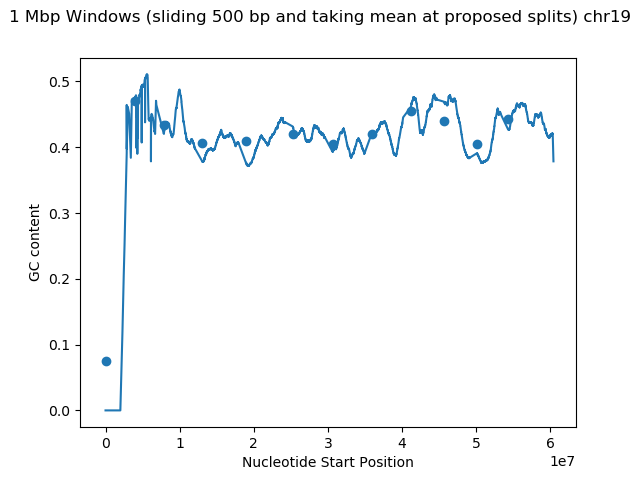 1 Mbp Windows (sliding 500 bp and taking mean at proposed splits) chr19
0.5
0.4
0.3
0.2
0.1
0.0
GC content
0 1 2 3 4 5 6
1e7
Nucleotide Start Position